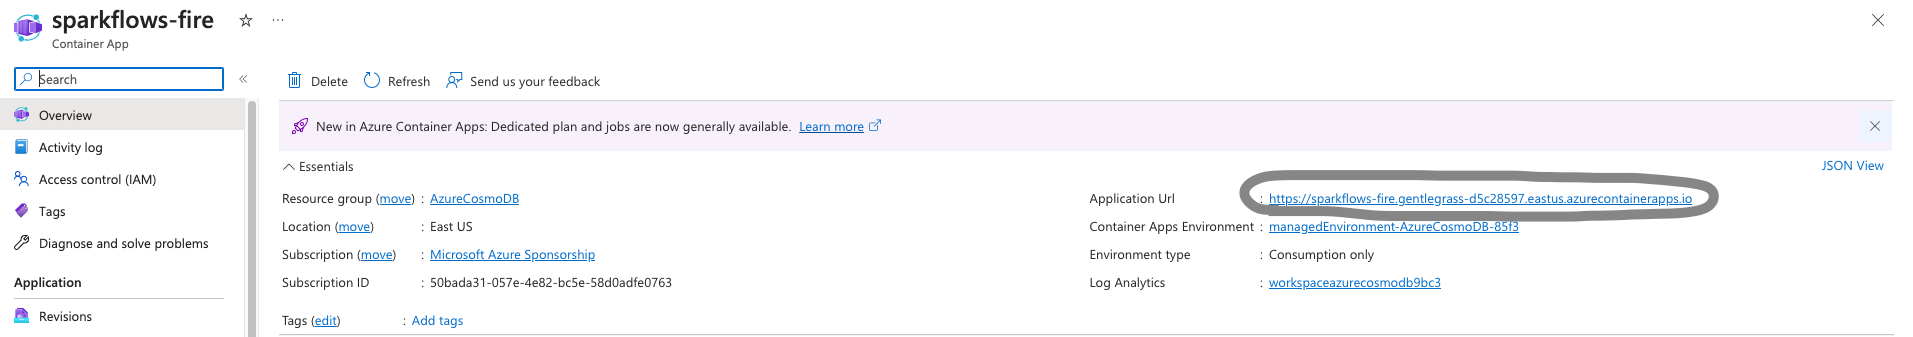 sparkflows-fire
Container App
Search
Overview
Activity log
Access control (IAM)
Tags
Diagnose and solve problems
Application
Revisions
Delete Refresh Send us your feedback
New in Azure Container Apps: Dedicated plan and jobs are now generally available. Learn more
Essentials
JSON View
Resource group (move) : AzureCosmoDB
Location (move) : East US
Subscription (move) : Microsoft Azure Sponsorship
Subscription ID : 50bada31-057e-4e82-bc5e-58d0adfe0763
Tags (edit) : Add tags
Application Url : https://sparkflows-fire.gentlegrass-d5c28597.eastus.azurecontainerapps.io
Container Apps Environment : managedEnvironment-AzureCosmoDB-85f3
Environment type : Consumption only
Log Analytics : workspaceazurecosmodb9bc3